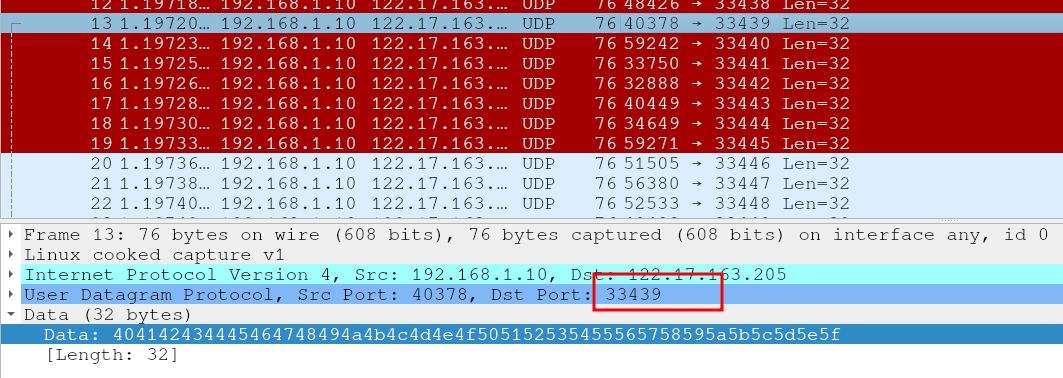 12 1.19718… 192.168.1.10 122.17.163.… UDP 76 48426 → 33438 Len=32
13 1.19720… 192.168.1.10 122.17.163.… UDP 76 40378 → 33439 Len=32
14 1.19723… 192.168.1.10 122.17.163.… UDP 76 59242 → 33440 Len=32
15 1.19725… 192.168.1.10 122.17.163.… UDP 76 33750 → 33441 Len=32
16 1.19726… 192.168.1.10 122.17.163.… UDP 76 32888 → 33442 Len=32
17 1.19728… 192.168.1.10 122.17.163.… UDP 76 40449 → 33443 Len=32
18 1.19730… 192.168.1.10 122.17.163.… UDP 76 34649 → 33444 Len=32
19 1.19733… 192.168.1.10 122.17.163.… UDP 76 59271 → 33445 Len=32
20 1.19736… 192.168.1.10 122.17.163.… UDP 76 51505 → 33446 Len=32
21 1.19738… 192.168.1.10 122.17.163.… UDP 76 56380 → 33447 Len=32
22 1.19740… 192.168.1.10 122.17.163.… UDP 76 52533 → 33448 Len=32
Frame 13: 76 bytes on wire (608 bits), 76 bytes captured (608 bits) on interface any, id 0
Linux cooked capture v1
Internet Protocol Version 4, Src: 192.168.1.10, Dst: 122.17.163.205
User Datagram Protocol, Src Port: 40378, Dst Port: 33439
Data (32 bytes)
Data: 404142434445464748494a4b4c4d4e4f505152535455565758595a5b5c5d5e5f
[Length: 32]